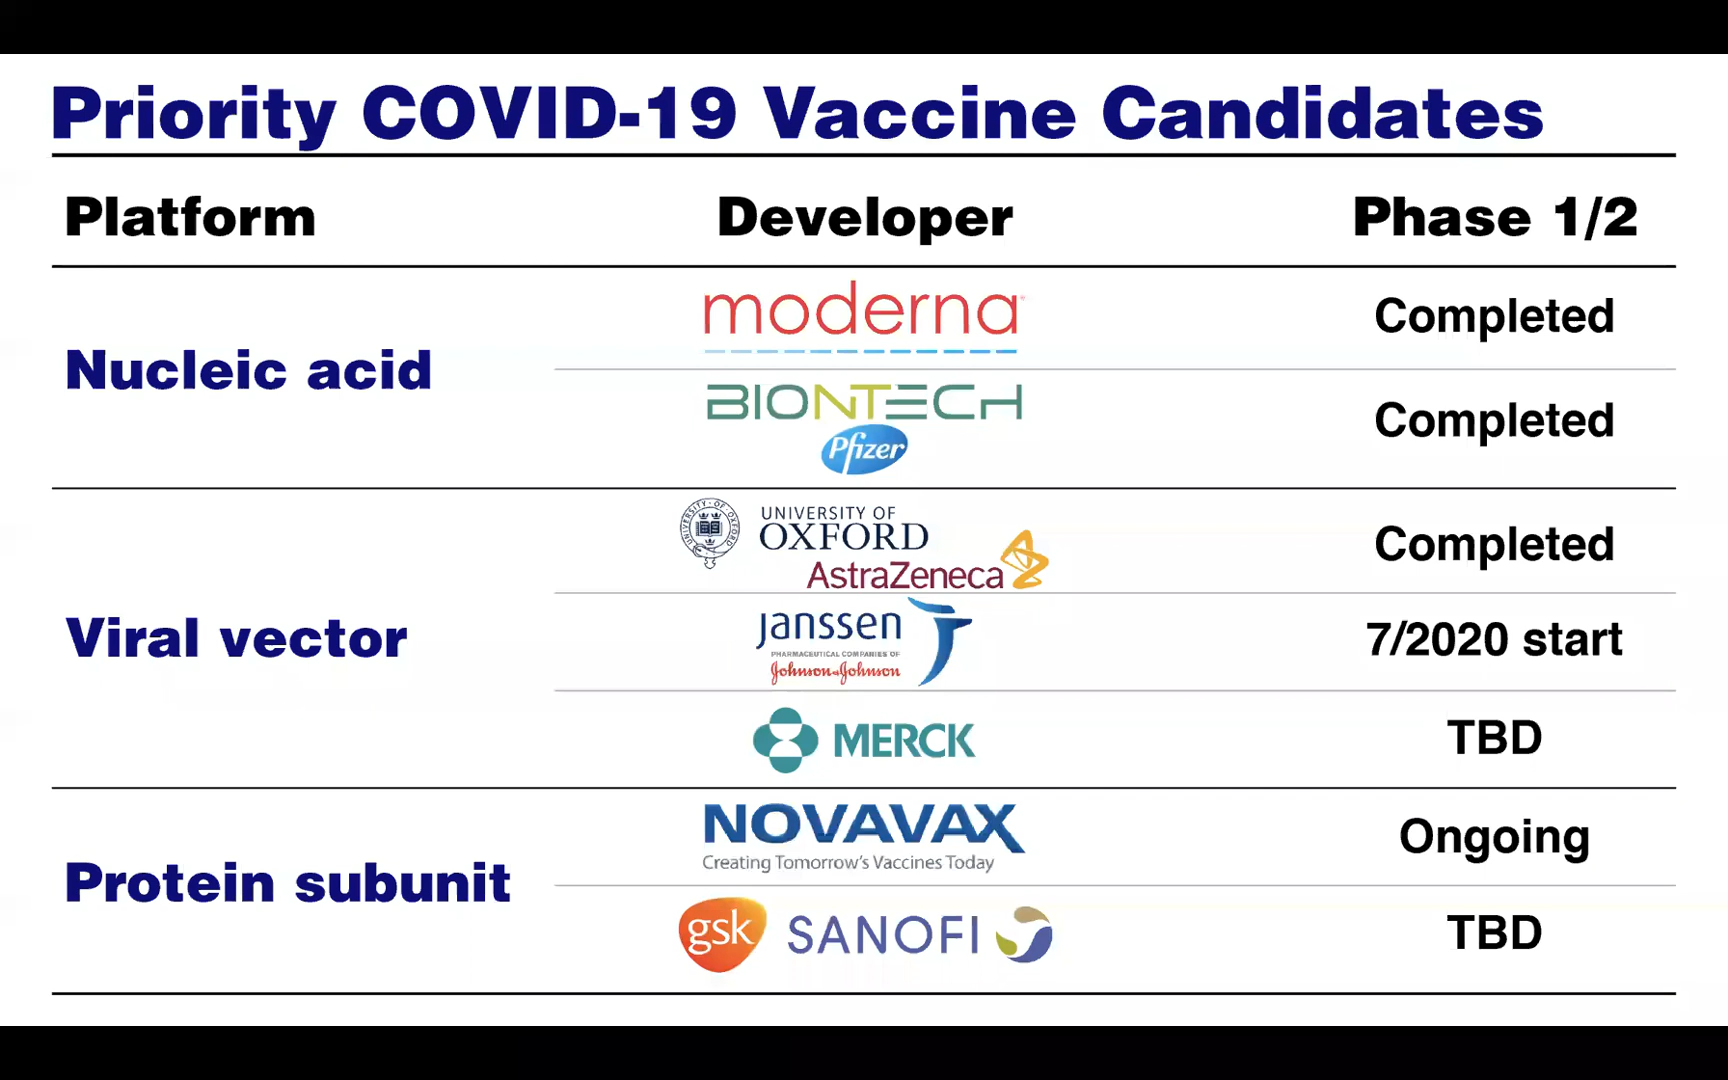 Priority COVID-19 Vaccine Candidates
Platform Developer Phase 1/2
Nucleic acid
moderna
Completed
BIONTECH
Pfizer
Completed
Viral vector
UNIVERSITY OF
OXFORD
AstraZeneca
Completed
Janssen
PHARMACEUTICAL COMPANIES OF
Johnson & Johnson
7/2020 start
MERCK
TBD
Protein subunit
NOVAVAX
Creating Tomorrow's Vaccines Today
Ongoing
gsk SANOFI
TBD